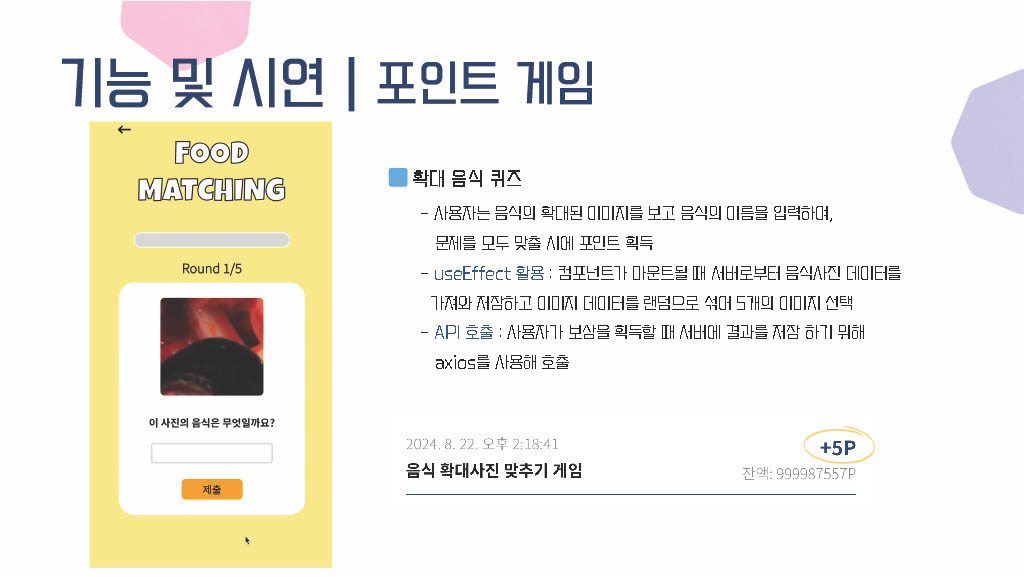 기능 및 시연 | 포인트 게임
←
FOOD
MATCHING
Round 1/5
이 사진의 음식은 무엇일까요?
제출
확대 음식 퀴즈
- 사용자는 음식의 확대된 이미지를 보고 음식의 이름을 입력하며,
문제를 모두 맞출 시에 포인트 획득
- useEffect 활용 : 컴포넌트가 마운트될 때 서버로부터 음식사진 데이터를
가져와 저장하고 이미지 데이터를 랜덤으로 섞어 5개의 이미지 선택
- API 호출 : 사용자가 보상을 획득할 때 서버에 결과를 저장 하기 위해
axios를 사용해 호출
2024. 8. 22. 오후 2:18:41
+5P
음식 확대사진 맞추기 게임
잔액: 999987557P